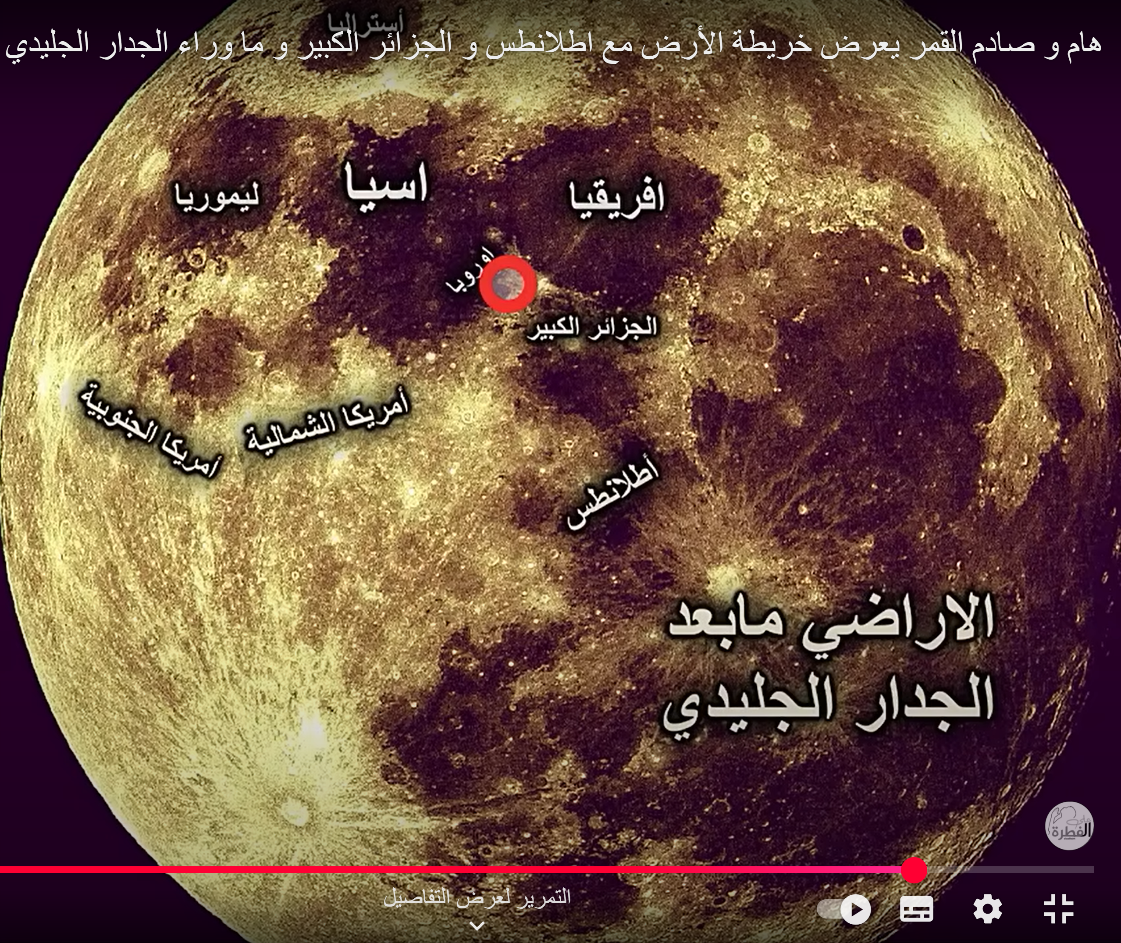 أستراليا
هام و صادم القمر يعرض خريطة الأرض مع اطلانطس و الجزائر الكبير و ما وراء الجدار الجليدي
اسيا
افريقيا
ليموريا
اوروبا
الجزائر الكبير
أمريكا الشمالية
أمريكا الجنوبية
أطلانطس
الاراضي مابعد
الجدار الجليدي
الفطرة
التمرير لعرض التفاصيل